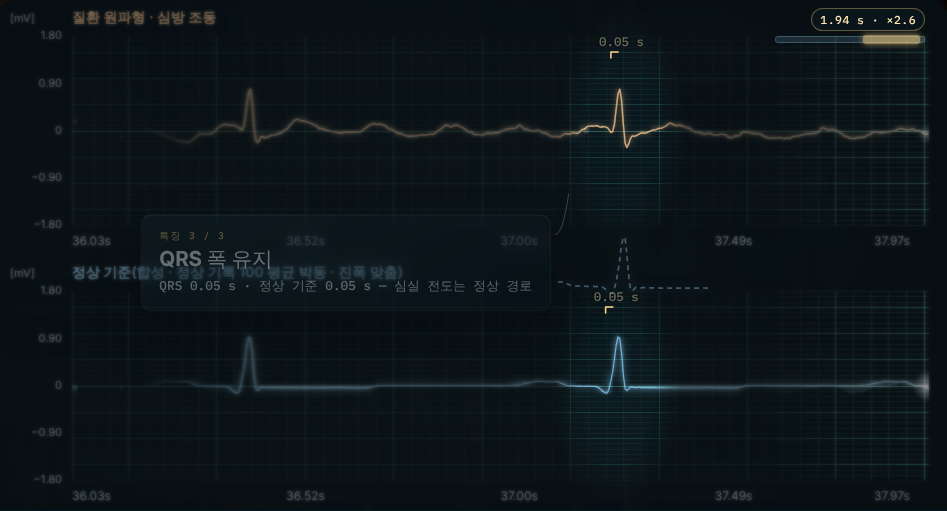 [mV]
질환 원파형 · 심방 조동
1.94 s · ×2.6
1.80
0.90
0
−0.90
−1.80
0.05 s
36.03s
36.52s
37.00s
37.49s
37.97s
특징 3 / 3
QRS 폭 유지
QRS 0.05 s · 정상 기준 0.05 s — 심실 전도는 정상 경로
[mV]
정상 기준(합성 · 정상 기록 100 평균 박동 · 진폭 맞춤)
1.80
0.90
0
−0.90
−1.80
0.05 s
36.03s
36.52s
37.00s
37.49s
37.97s